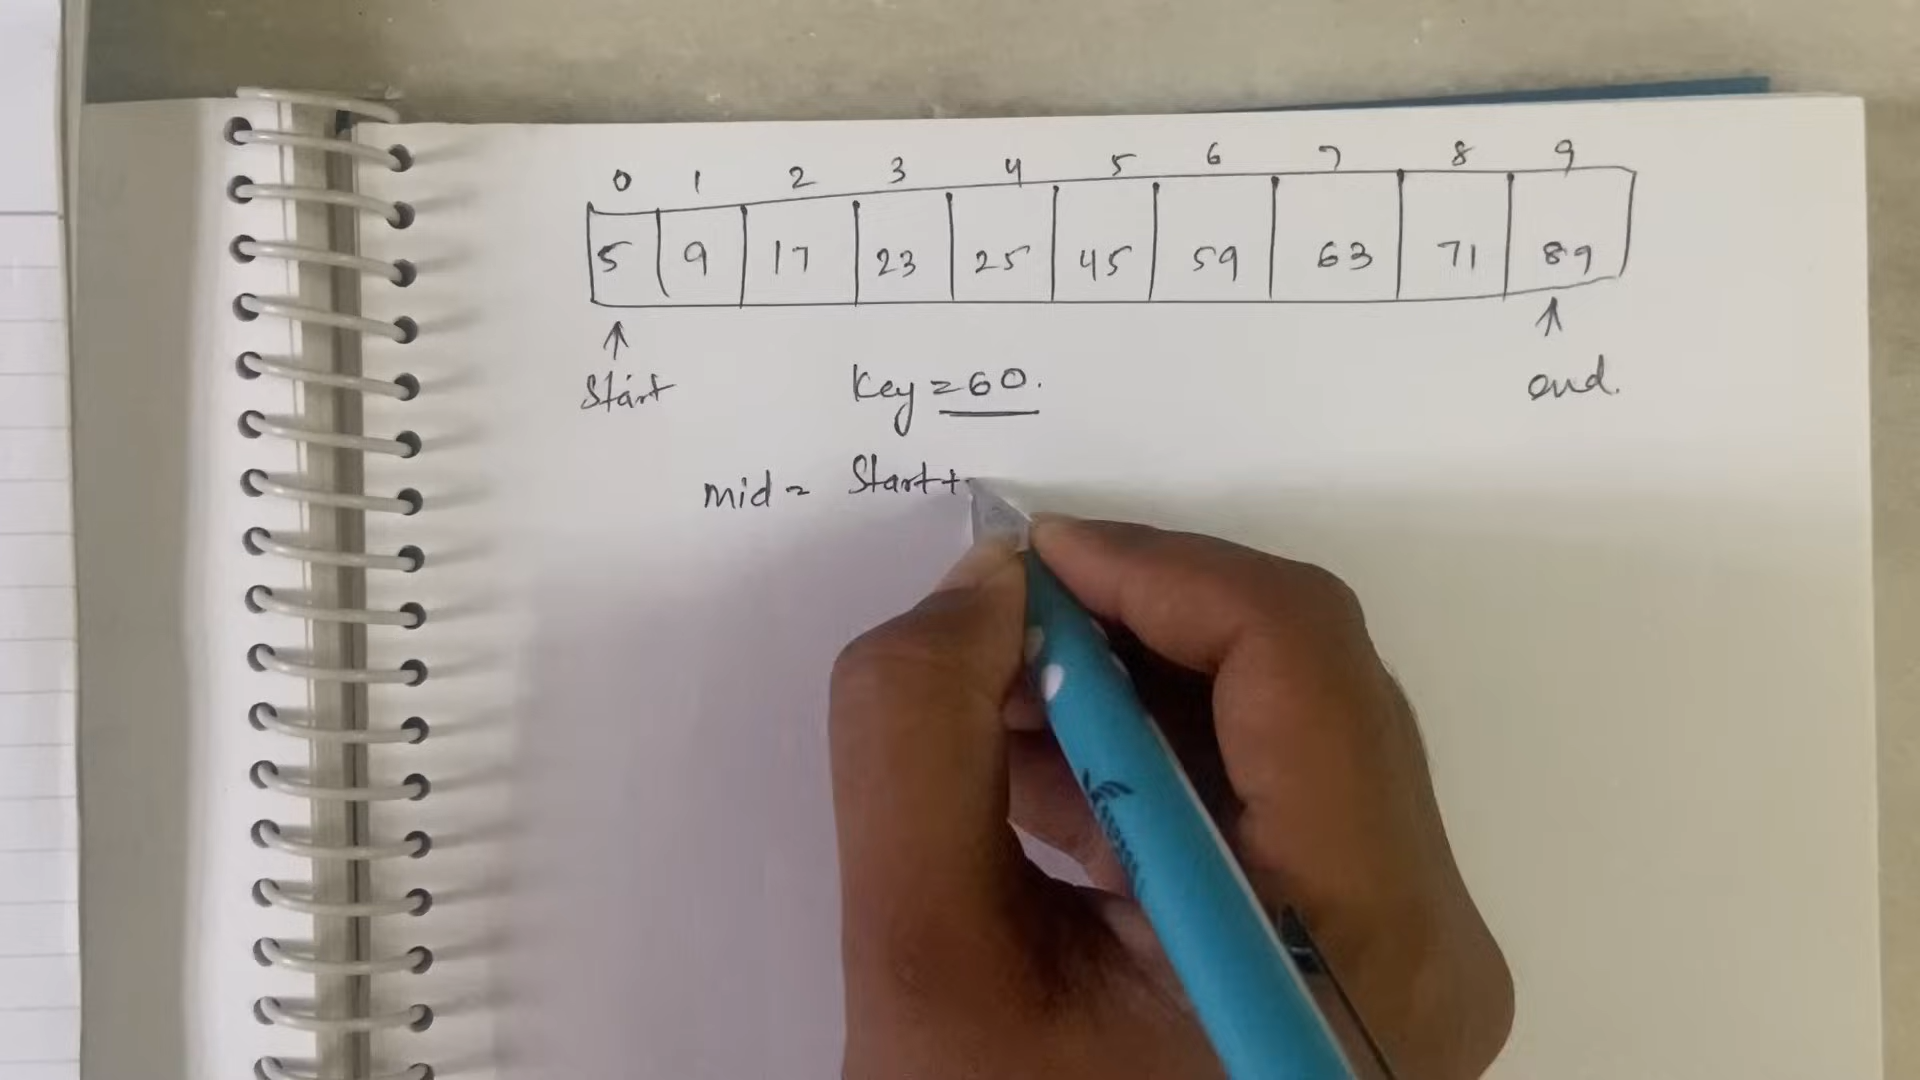 0 1 2 3 4 5 6 7 8 9
5 9 17 23 25 45 59 63 71 89
Start Key = 60. end.
mid = Start +